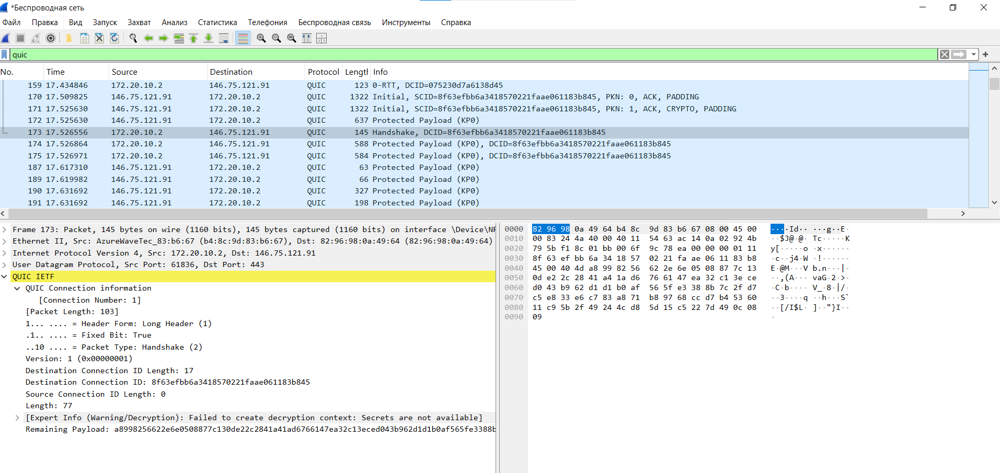 *Беспроводная сеть
Файл Правка Вид Запуск Захват Анализ Статистика Телефония Беспроводная связь Инструменты Справка
quic
No. Time Source Destination Protocol Length Info
159 17.434846 172.20.10.2 146.75.121.91 QUIC 123 0-RTT, DCID=075230d7a6138d45
170 17.509825 146.75.121.91 172.20.10.2 QUIC 1322 Initial, SCID=8f63efbb6a3418570221faae061183b845, PKN: 0, ACK, PADDING
171 17.525630 146.75.121.91 172.20.10.2 QUIC 1322 Initial, SCID=8f63efbb6a3418570221faae061183b845, PKN: 1, ACK, CRYPTO, PADDING
172 17.525630 146.75.121.91 172.20.10.2 QUIC 637 Protected Payload (KP0)
173 17.526556 172.20.10.2 146.75.121.91 QUIC 145 Handshake, DCID=8f63efbb6a3418570221faae061183b845
174 17.526864 172.20.10.2 146.75.121.91 QUIC 588 Protected Payload (KP0), DCID=8f63efbb6a3418570221faae061183b845
175 17.526971 172.20.10.2 146.75.121.91 QUIC 584 Protected Payload (KP0), DCID=8f63efbb6a3418570221faae061183b845
187 17.617310 146.75.121.91 172.20.10.2 QUIC 63 Protected Payload (KP0)
189 17.619982 146.75.121.91 172.20.10.2 QUIC 66 Protected Payload (KP0)
190 17.631692 146.75.121.91 172.20.10.2 QUIC 327 Protected Payload (KP0)
191 17.631692 146.75.121.91 172.20.10.2 QUIC 198 Protected Payload (KP0)
Frame 173: Packet, 145 bytes on wire (1160 bits), 145 bytes captured (1160 bits) on interface \Device\NP
Ethernet II, Src: AzureWaveTec_83:b6:67 (b4:8c:9d:83:b6:67), Dst: 82:96:98:0a:49:64 (82:96:98:0a:49:64)
Internet Protocol Version 4, Src: 172.20.10.2, Dst: 146.75.121.91
User Datagram Protocol, Src Port: 61836, Dst Port: 443
QUIC IETF
QUIC Connection information
[Connection Number: 1]
[Packet Length: 103]
1... .... = Header Form: Long Header (1)
.1.. .... = Fixed Bit: True
..10 .... = Packet Type: Handshake (2)
Version: 1 (0x00000001)
Destination Connection ID Length: 17
Destination Connection ID: 8f63efbb6a3418570221faae061183b845
Source Connection ID Length: 0
Length: 77
[Expert Info (Warning/Decryption): Failed to create decryption context: Secrets are not available]
Remaining Payload: a8998256622e6e0508877c130de22c2841a41ad6766147ea32c13eced043b962d1d1b0af565fe3388b
0000 82 96 98 0a 49 64 b4 8c 9d 83 b6 67 08 00 45 00 ····Id·· ···g··E·
0010 00 83 24 4a 40 00 40 11 54 63 ac 14 0a 02 92 4b ··$J@·@· Tc·····K
0020 79 5b f1 8c 01 bb 00 6f 9c 78 ea 00 00 00 01 11 y[·····o ·x······
0030 8f 63 ef bb 6a 34 18 57 02 21 fa ae 06 11 83 b8 ·c··j4·W ·!······
0040 45 00 40 4d a8 99 82 56 62 2e 6e 05 08 87 7c 13 E·@M···V b.n···|·
0050 0d e2 2c 28 41 a4 1a d6 76 61 47 ea 32 c1 3e ce ··,(A··· vaG·2·>·
0060 d0 43 b9 62 d1 d1 b0 af 56 5f e3 38 8b 7c 2f d7 ·C·b···· V_·8·|/·
0070 c5 e8 33 e6 c7 83 a8 71 b8 97 68 cc d7 b4 53 60 ··3····q ··h···S`
0080 11 c9 5b 2f 49 24 4c d8 5d 15 c5 22 7d 49 0c 08 ··[/I$L· ]··"}I··
0090 09 ·